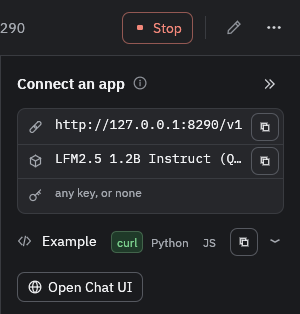 290
Stop
Connect an app
http://127.0.0.1:8290/v1
LFM2.5 1.2B Instruct (Q…
any key, or none
Example curl Python JS
Open Chat UI